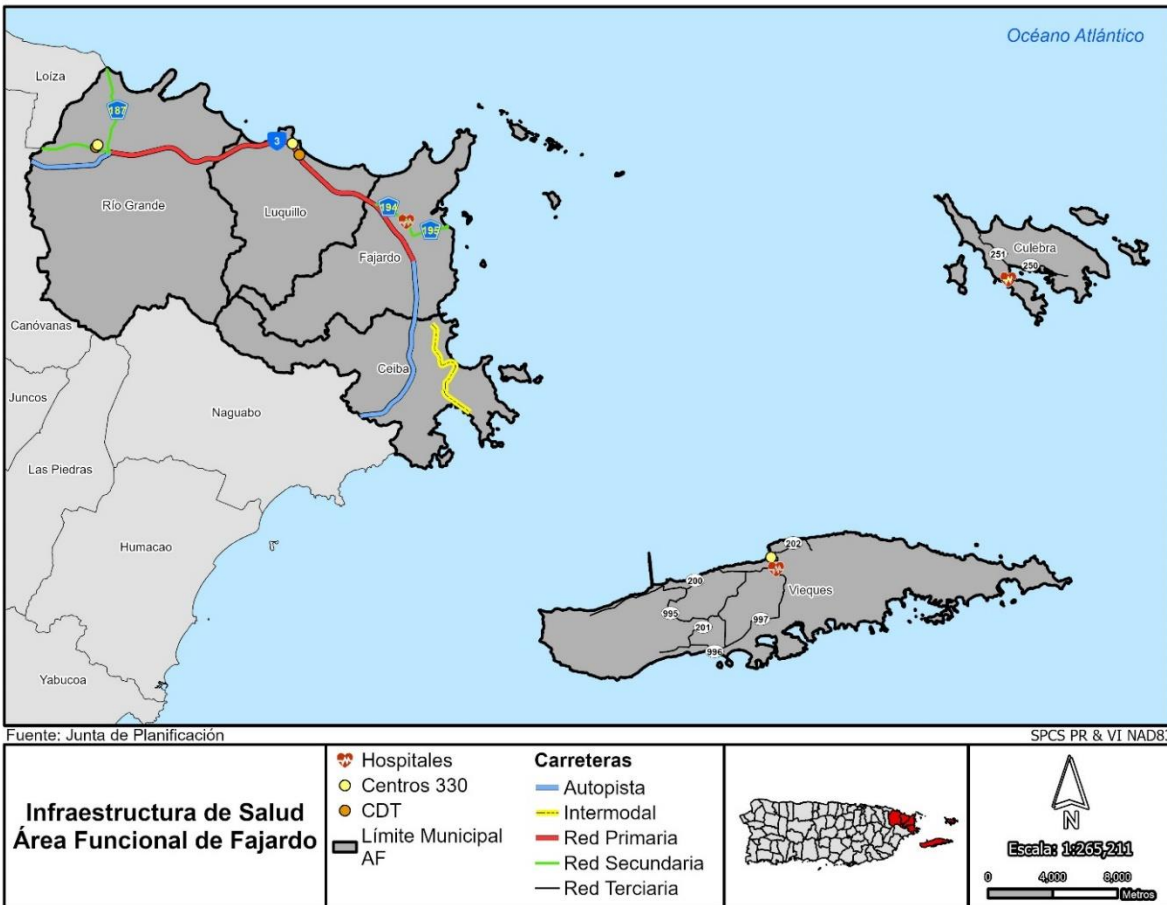 Océano Atlántico
Loíza
187
3
Río Grande
Luquillo
194
195
Fajardo
Culebra
251
250
Canóvanas
Ceiba
Juncos
Naguabo
Las Piedras
Humacao
202
200
Vieques
995
201
997
996
Yabucoa
Fuente: Junta de Planificación
SPCS PR & VI NAD83
Infraestructura de Salud
Área Funcional de Fajardo
Hospitales
Centros 330
CDT
Límite Municipal
AF
Carreteras
Autopista
Intermodal
Red Primaria
Red Secundaria
Red Terciaria
N
Escala: 1:265,211
0 4,000 8,000
Metros